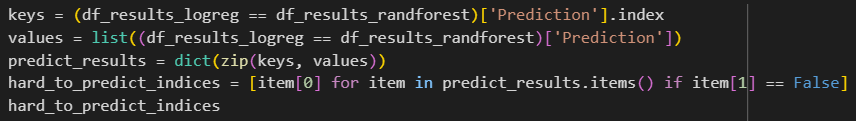 keys = (df_results_logreg == df_results_randforest)['Prediction'].index
values = list((df_results_logreg == df_results_randforest)['Prediction'])
predict_results = dict(zip(keys, values))
hard_to_predict_indices = [item[0] for item in predict_results.items() if item[1] == False]
hard_to_predict_indices